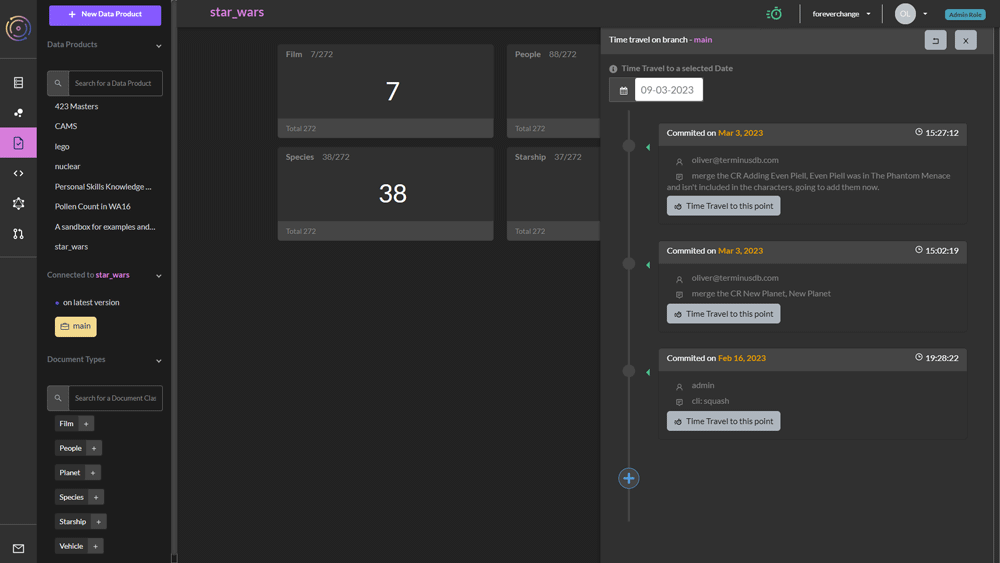 + New Data Product
star_wars
foreverchange
OL
Admin Role
Data Products
Search for a Data Product
423 Masters
CAMS
lego
nuclear
Personal Skills Knowledge ...
Pollen Count in WA16
A sandbox for examples and...
star_wars
Connected to star_wars
on latest version
main
Document Types
Search for a Document Clas
Film +
People +
Planet +
Species +
Starship +
Vehicle +
Film 7/272
7
Total 272
People 88/272
Total 272
Species 38/272
38
Total 272
Starship 37/272
Total 272
Time travel on branch - main
x
Time Travel to a selected Date
09-03-2023
Commited on Mar 3, 2023 15:27:12
oliver@terminusdb.com
merge the CR Adding Even Piell, Even Piell was in The Phantom Menace
and isn't included in the characters, going to add them now.
Time Travel to this point
Commited on Mar 3, 2023 15:02:19
oliver@terminusdb.com
merge the CR New Planet, New Planet
Time Travel to this point
Commited on Feb 16, 2023 19:28:22
admin
cli: squash
Time Travel to this point